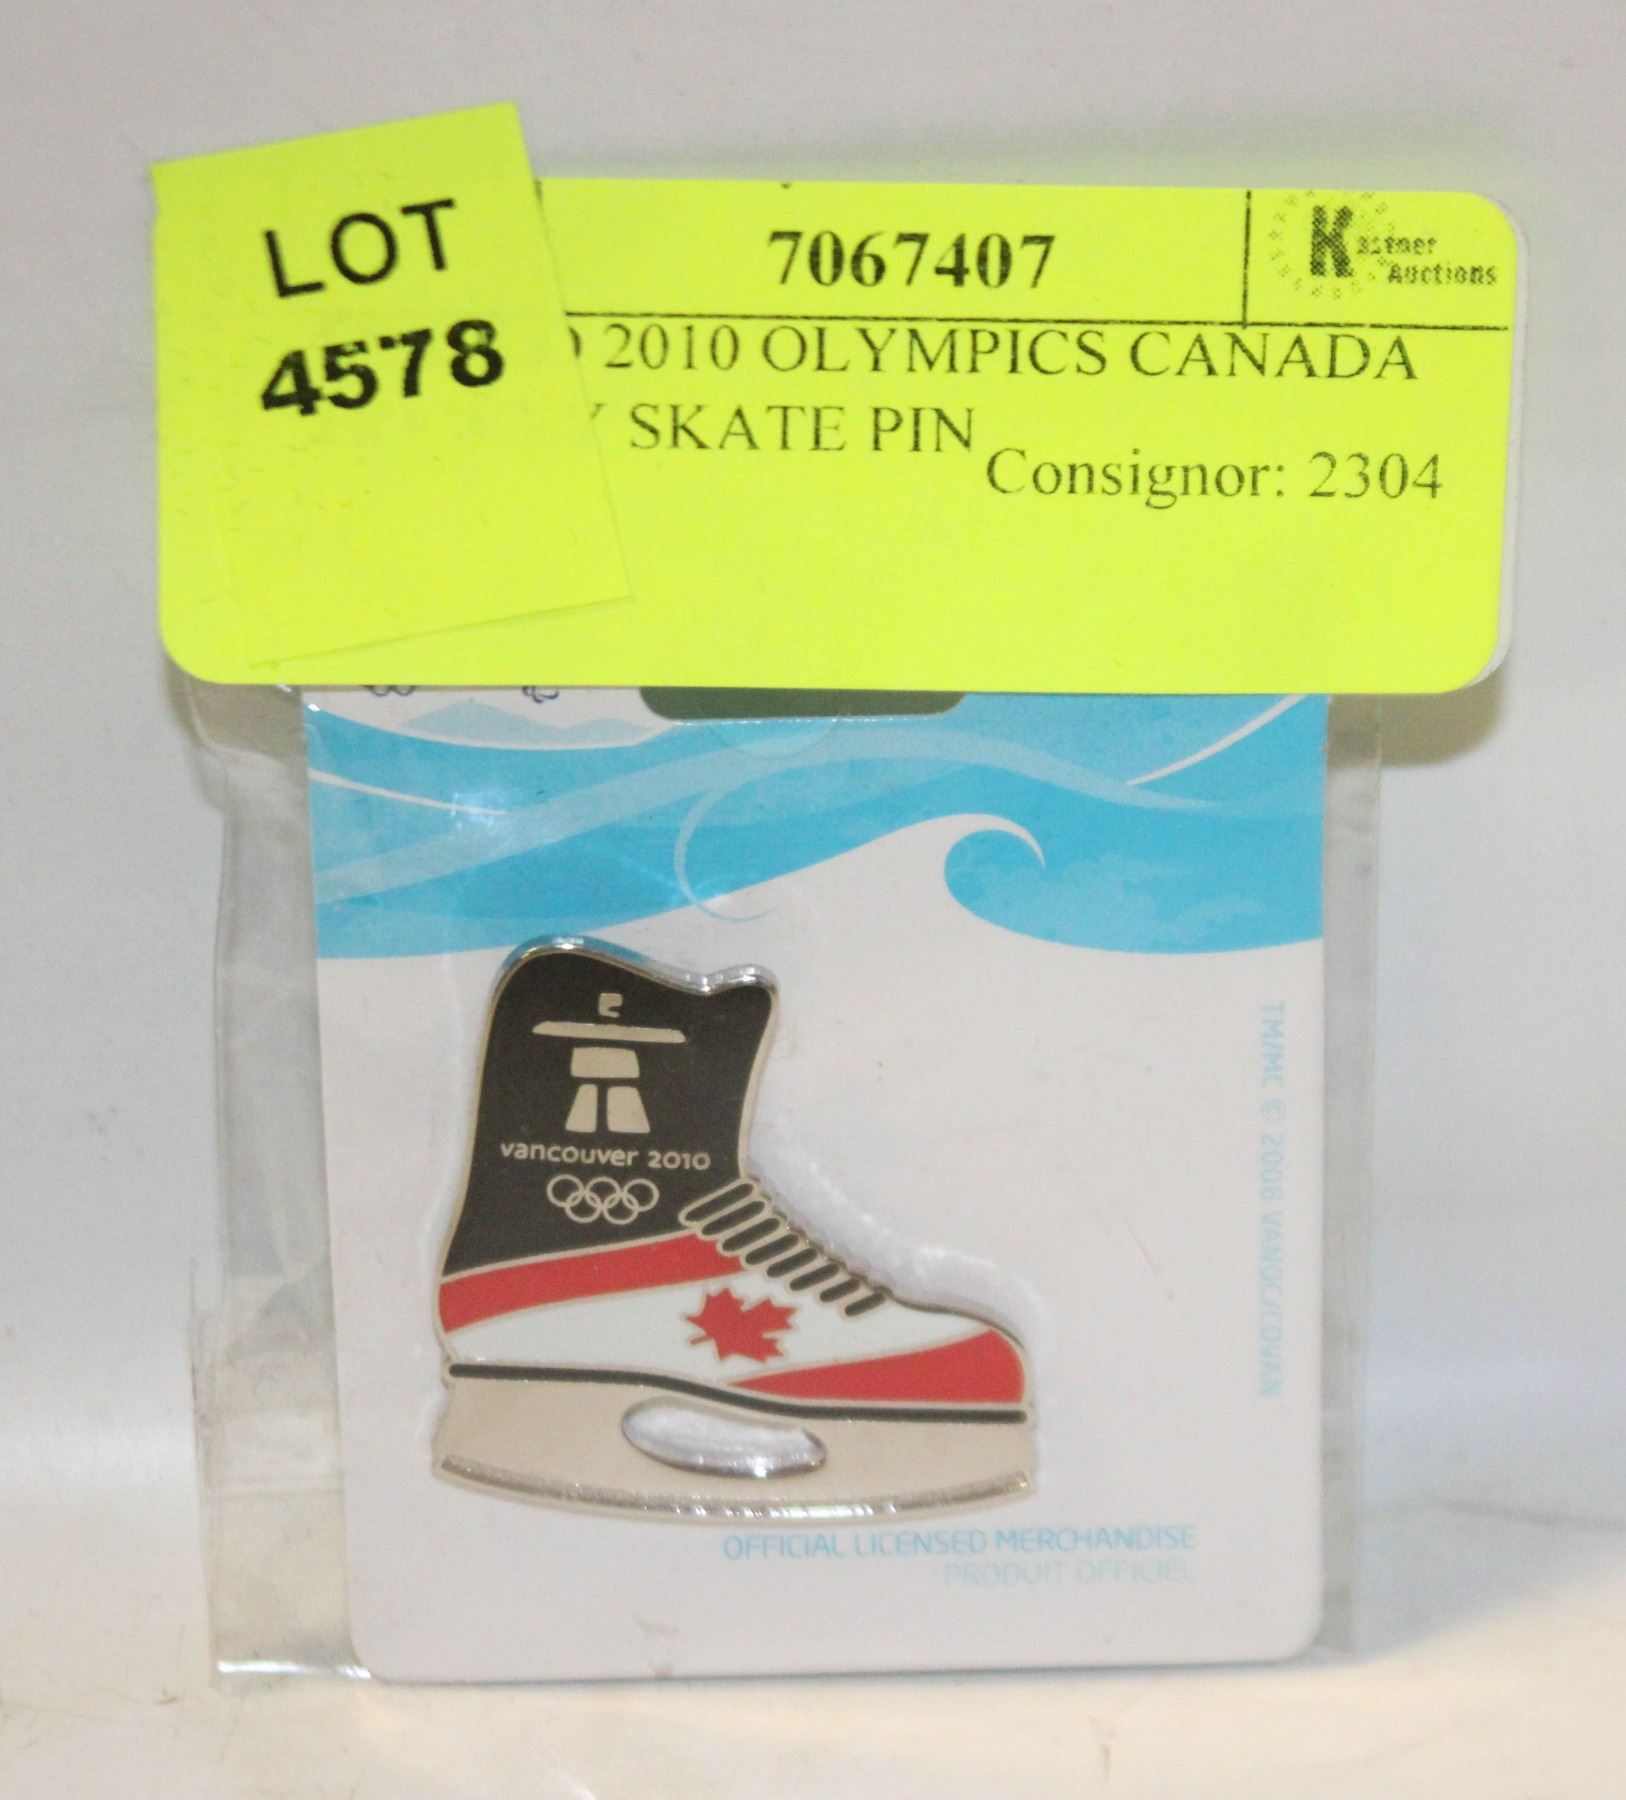 LOT
4578
7067407
Kastner
Auctions
2010 OLYMPICS CANADA
SKATE PIN
Consignor: 2304
vancouver 2010
TM/MC © 2006 VANOC/COVAN
OFFICIAL LICENSED MERCHANDISE
PRODUIT OFFICIEL